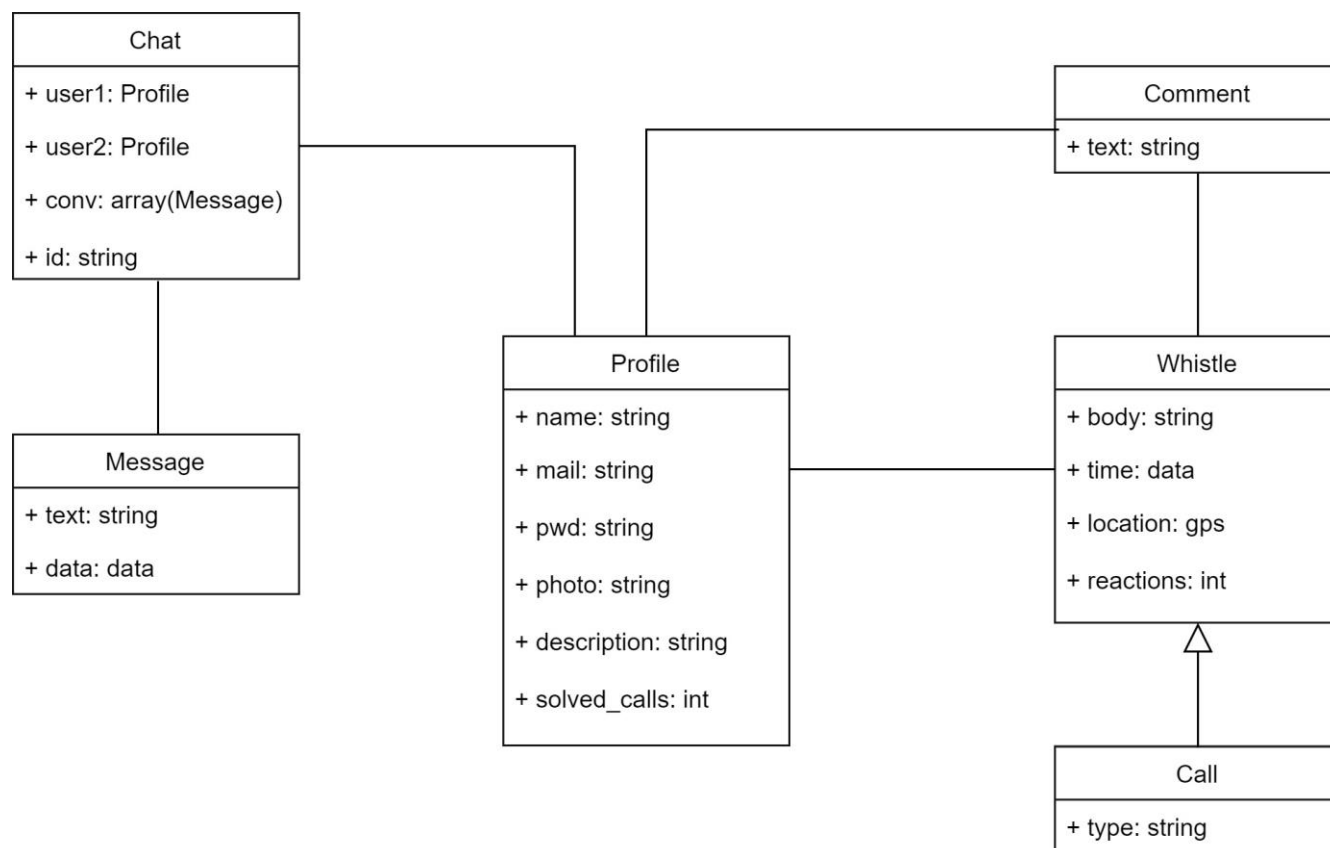 Chat
+ user1: Profile
+ user2: Profile
+ conv: array(Message)
+ id: string
Message
+ text: string
+ data: data
Profile
+ name: string
+ mail: string
+ pwd: string
+ photo: string
+ description: string
+ solved_calls: int
Comment
+ text: string
Whistle
+ body: string
+ time: data
+ location: gps
+ reactions: int
Call
+ type: string